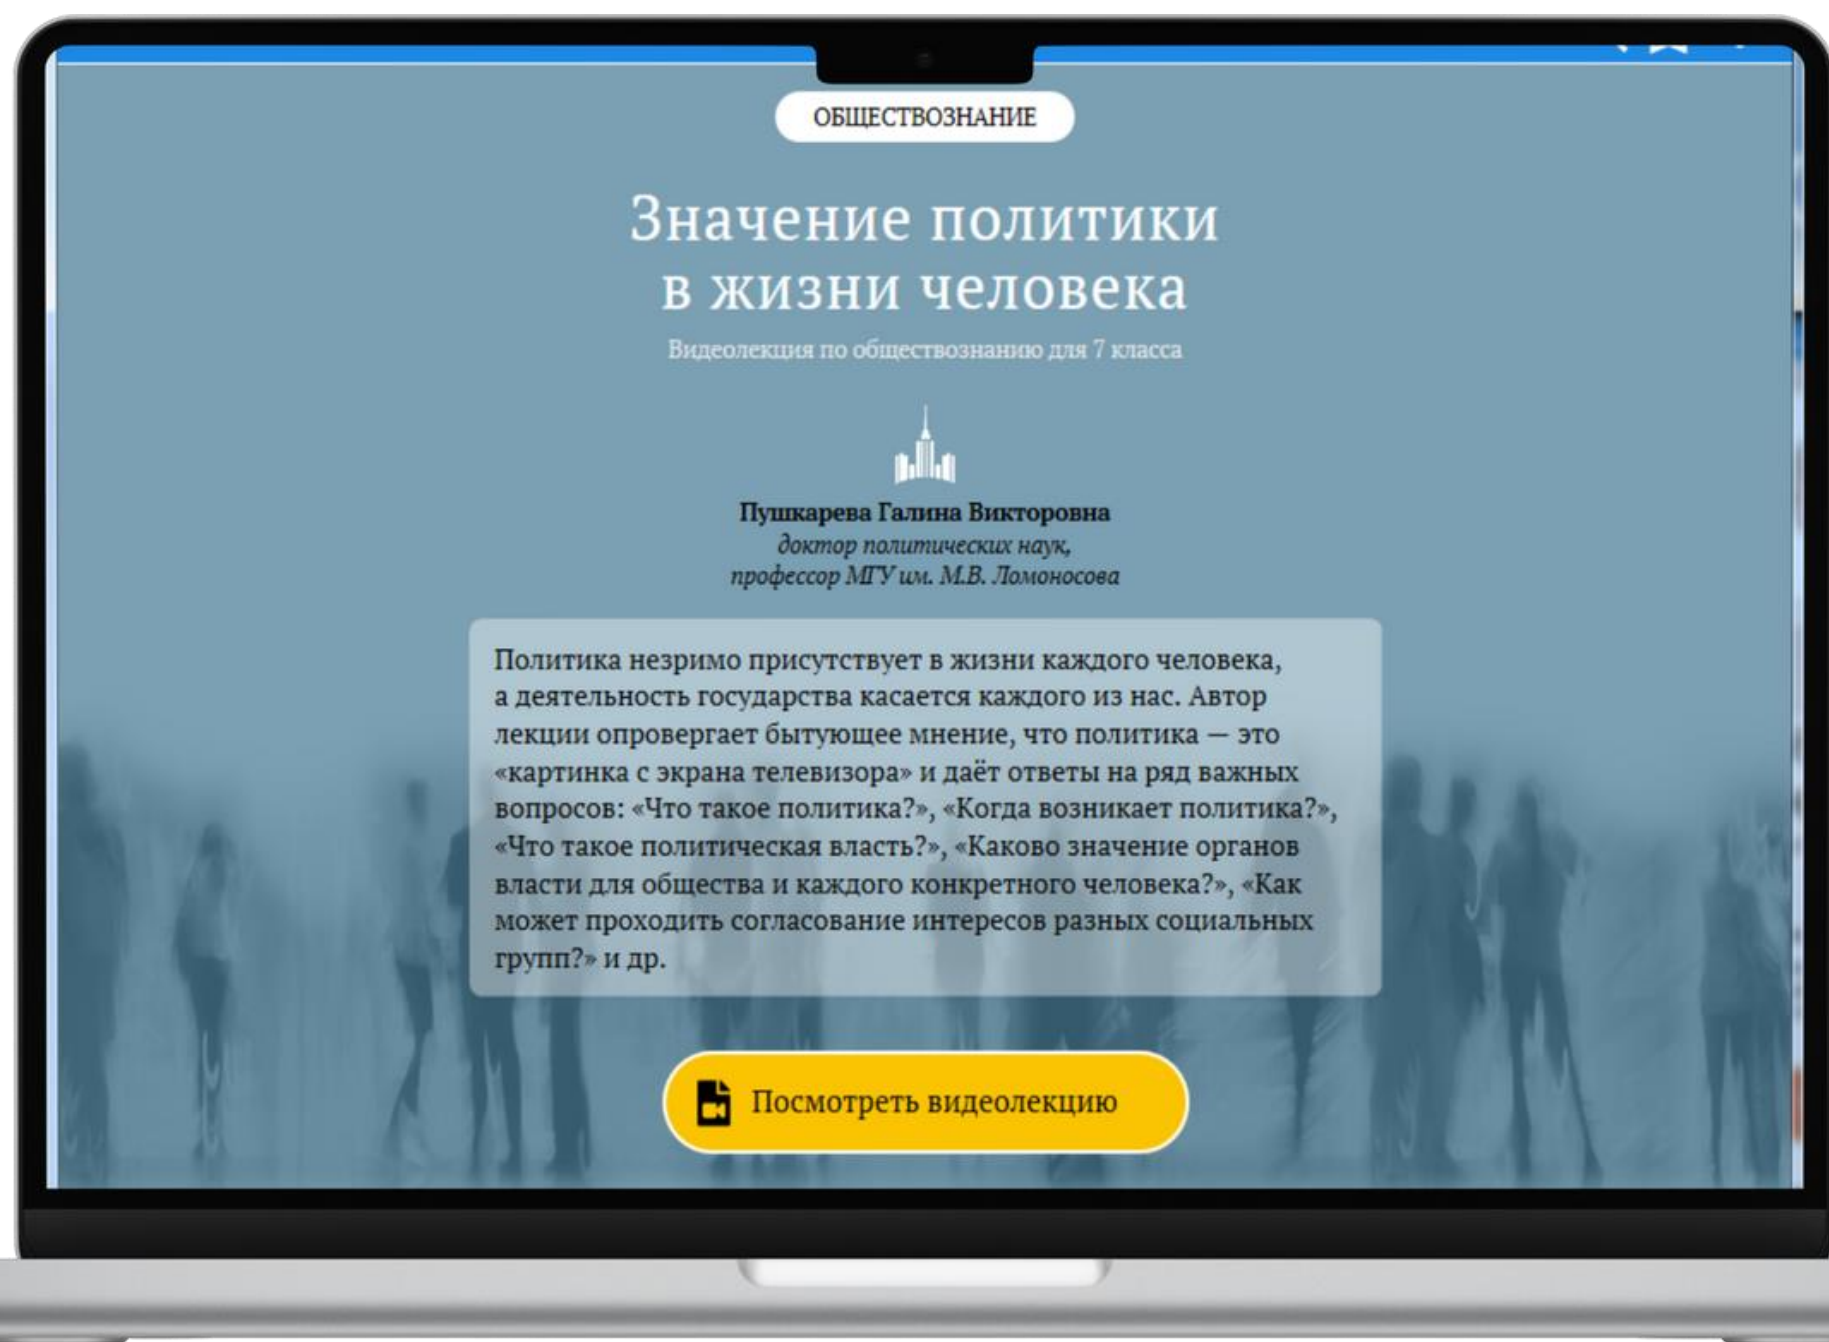 ОБЩЕСТВОЗНАНИЕ
Значение политики
в жизни человека
Видеолекция по обществознанию для 7 класса
Пушкарева Галина Викторовна
доктор политических наук,
профессор МГУ им. М.В. Ломоносова
Политика незримо присутствует в жизни каждого человека,
а деятельность государства касается каждого из нас. Автор
лекции опровергает бытующее мнение, что политика — это
«картинка с экрана телевизора» и даёт ответы на ряд важных
вопросов: «Что такое политика?», «Когда возникает политика?»,
«Что такое политическая власть?», «Каково значение органов
власти для общества и каждого конкретного человека?», «Как
может проходить согласование интересов разных социальных
групп?» и др.
Посмотреть видеолекцию